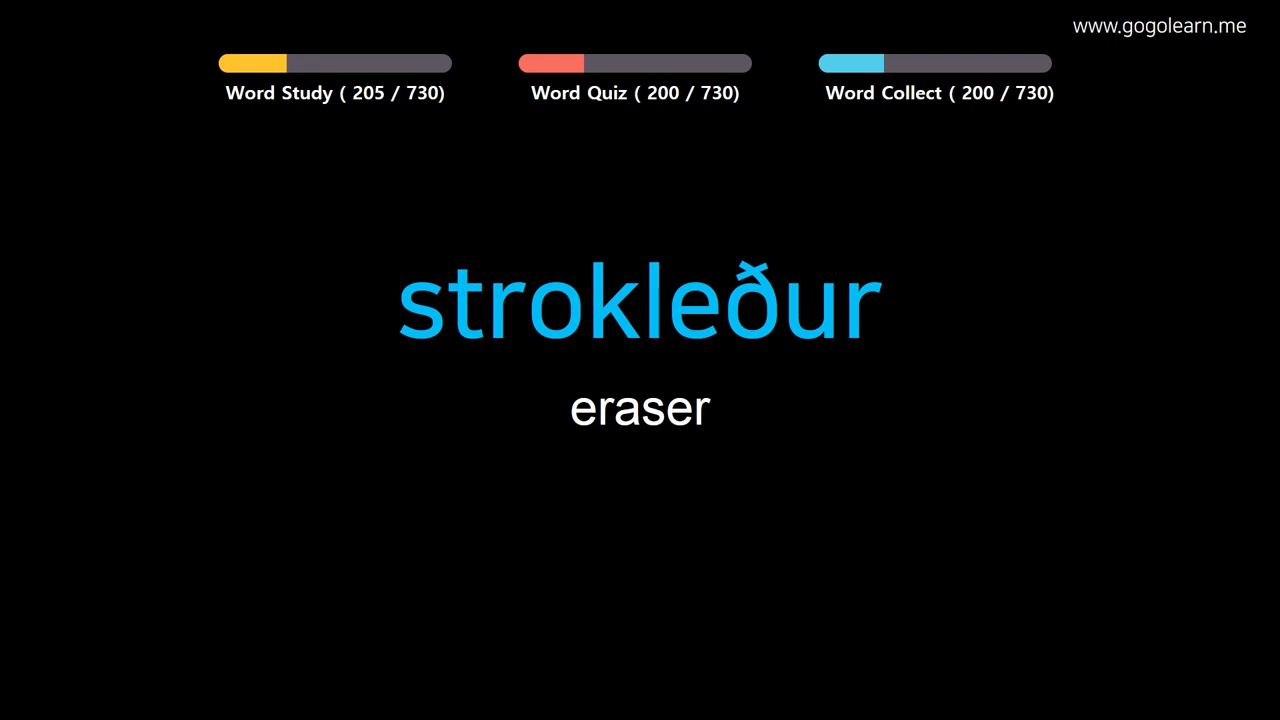 www.gogolearn.me
Word Study ( 205 / 730)
Word Quiz ( 200 / 730)
Word Collect ( 200 / 730)
strokleður
eraser